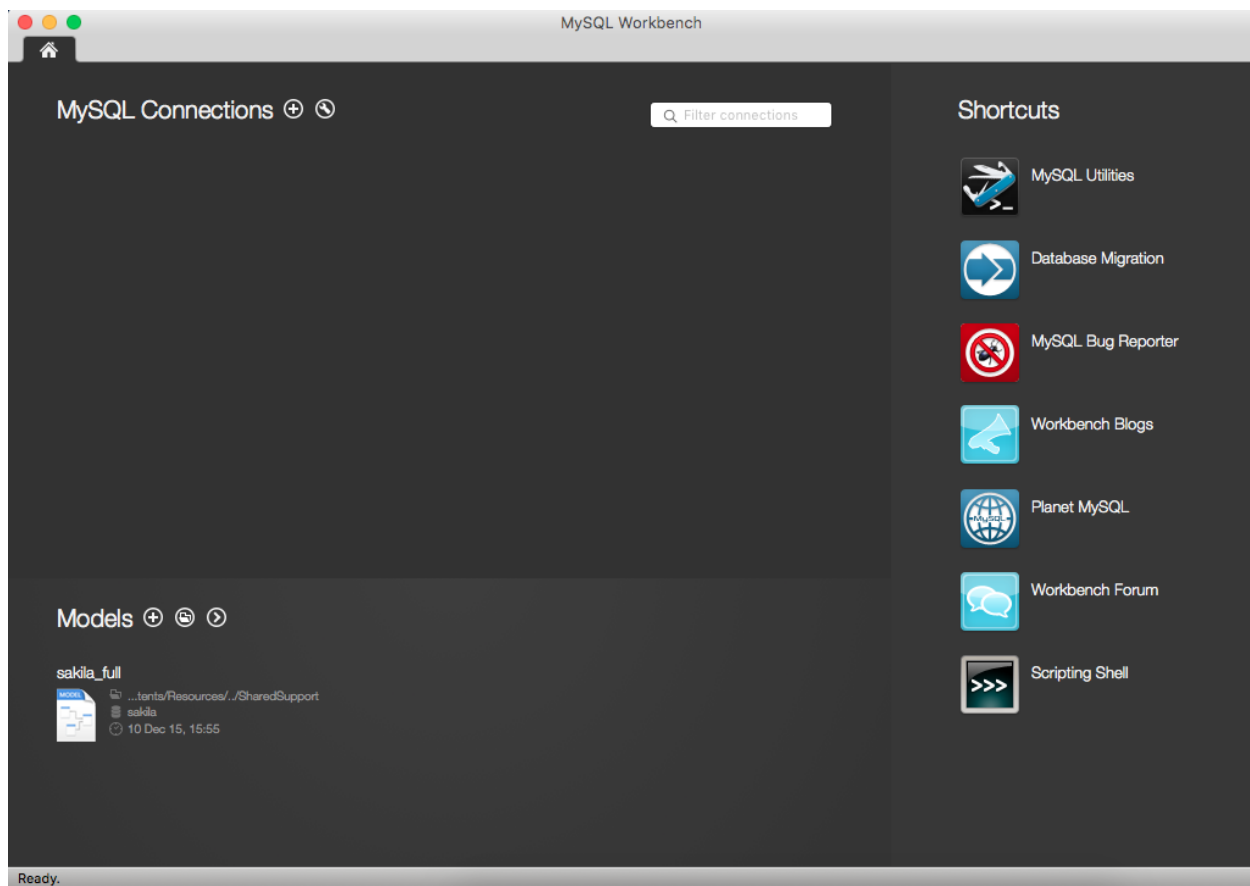 MySQL Workbench
MySQL Connections
Filter connections
Shortcuts
MySQL Utilities
Database Migration
MySQL Bug Reporter
Workbench Blogs
MySQL
Planet MySQL
Workbench Forum
>>>
Scripting Shell
Models
sakila_full
MODEL
...tents/Resources/../SharedSupport
sakila
10 Dec 15, 15:55
Ready.